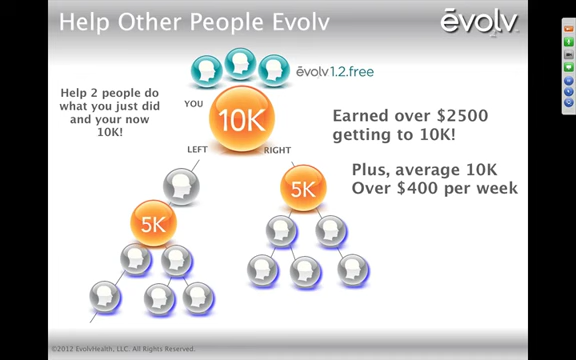 Help Other People Evolv
ēvolv.
ēvolv 1.2.free
Help 2 people do
what you just did
and your now
10K!
YOU
10K
LEFT
RIGHT
Earned over $2500
getting to 10K!
Plus, average 10K
Over $400 per week
5K
5K
©2012 EvolvHealth, LLC. All Rights Reserved.